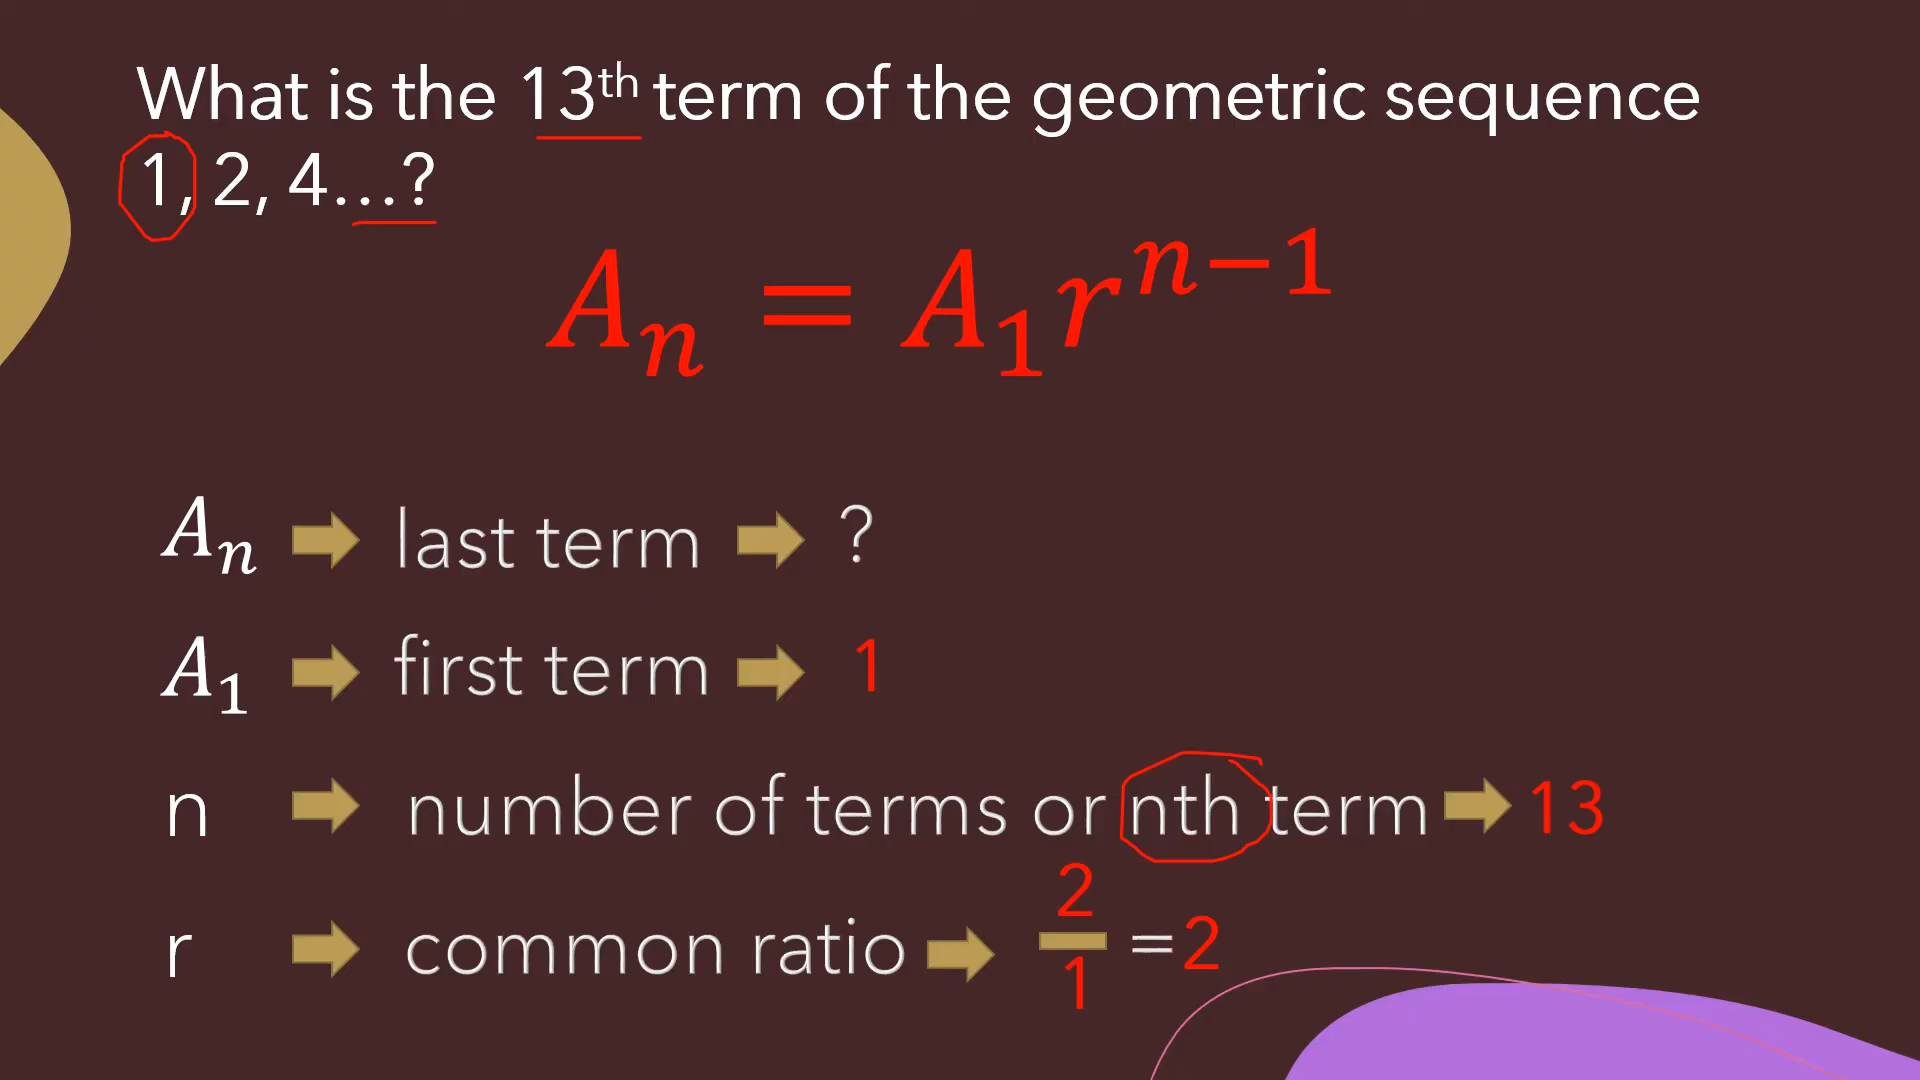 What is the 13th term of the geometric sequence
1, 2, 4…?
Aₙ = A₁rⁿ⁻¹
Aₙ last term ?
A₁ first term 1
n number of terms or nth term 13
r common ratio 2/1 =2